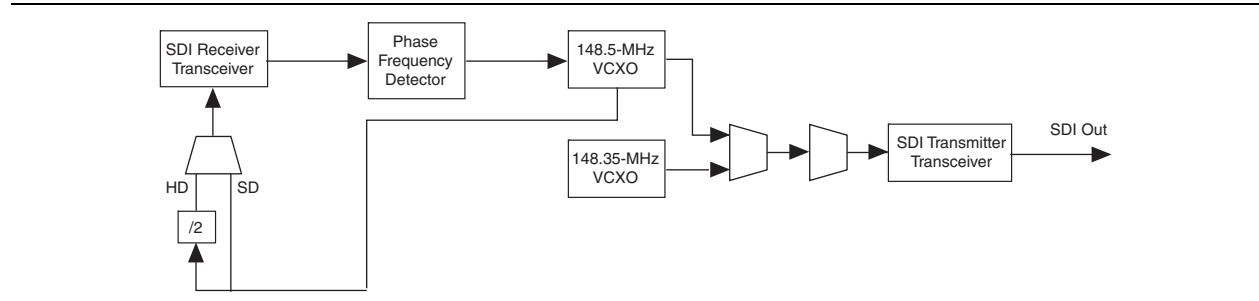 SDI Receiver
Transceiver
Phase
Frequency
Detector
148.5-MHz
VCXO
148.35-MHz
VCXO
SDI Transmitter
Transceiver
SDI Out
HD
SD
/2